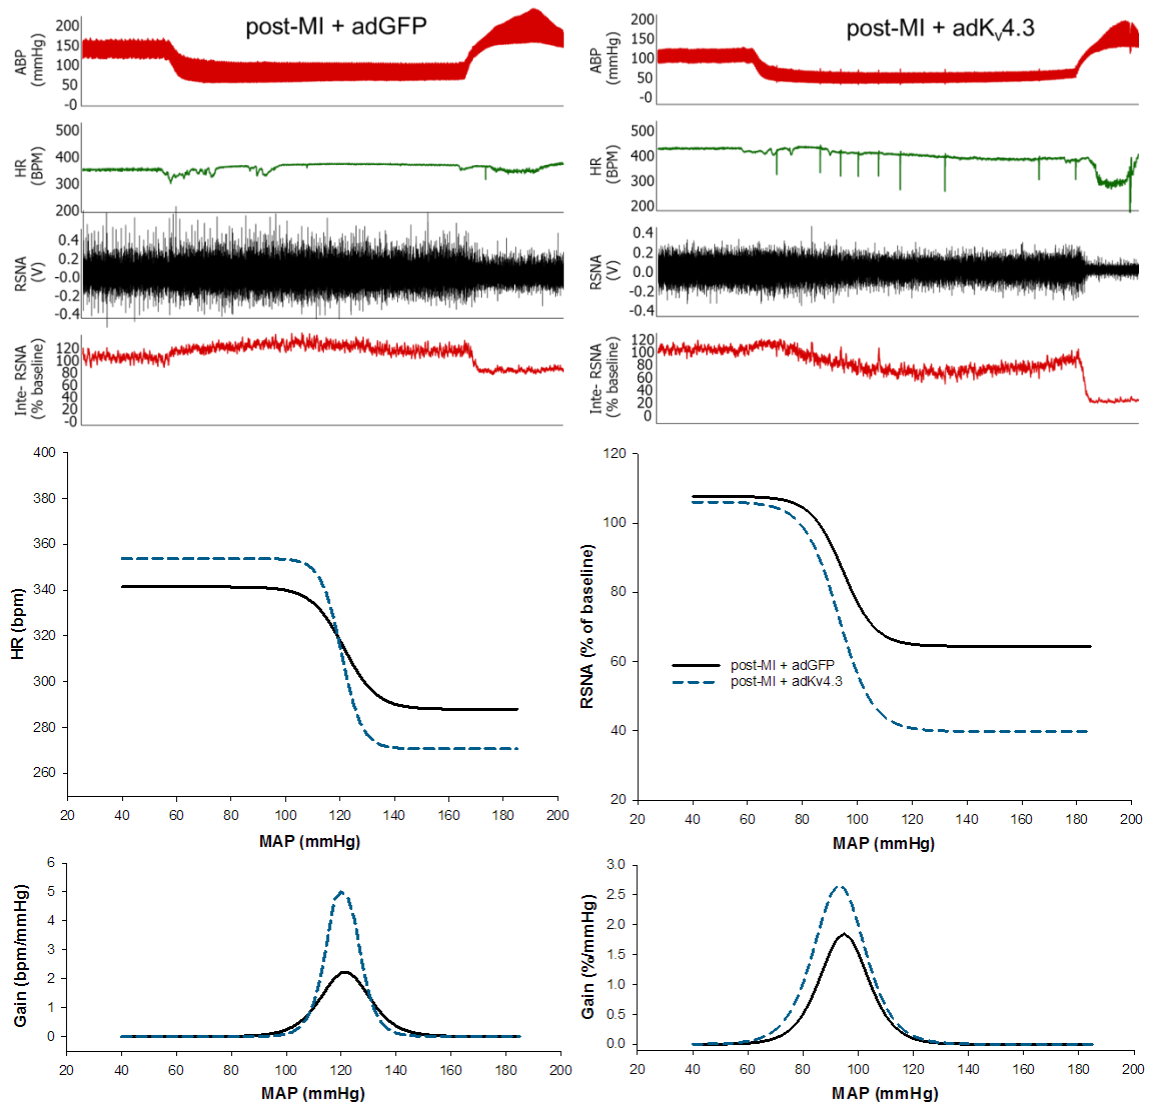 post-MI + adGFP
200
150
100
50
-0
ABP
(mmHg)
500
400
300
200
HR
(BPM)
0.4
0.2
-0.0
-0.2
-0.4
RSNA
(V)
120
100
80
60
40
20
-0
Inte- RSNA
(% baseline)
post-MI + adKv4.3
200
150
100
50
-0
ABP
(mmHg)
500
400
300
200
HR
(BPM)
0.4
0.2
0.0
-0.2
-0.4
RSNA
(V)
120
100
80
60
40
20
0
Inte- RSNA
(% baseline)
400
380
360
340
320
300
280
260
HR (bpm)
20 40 60 80 100 120 140 160 180 200
MAP (mmHg)
120
100
80
60
40
20
RSNA (% of baseline)
post-MI + adGFP
post-MI + adKv4.3
20 40 60 80 100 120 140 160 180 200
MAP (mmHg)
6
5
4
3
2
1
0
Gain (bpm/mmHg)
20 40 60 80 100 120 140 160 180 200
MAP (mmHg)
3.0
2.5
2.0
1.5
1.0
0.5
0.0
Gain (%/mmHg)
20 40 60 80 100 120 140 160 180 200
MAP (mmHg)